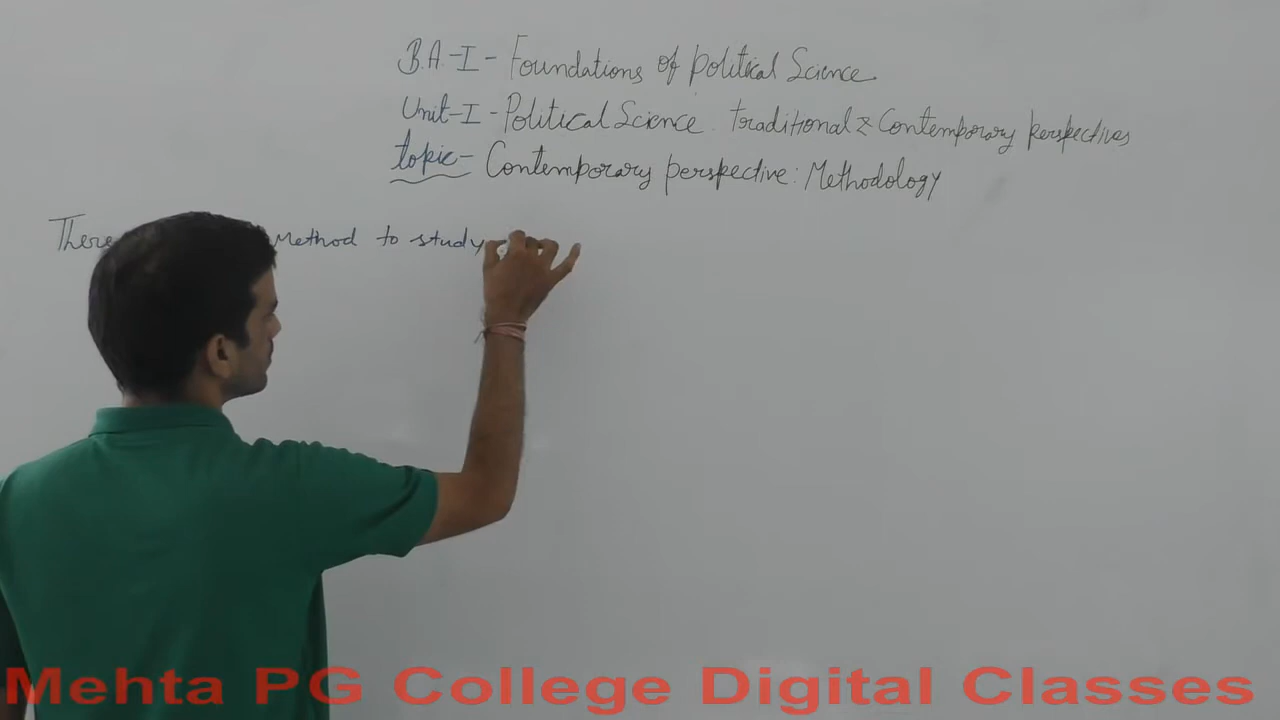 B.A.-I - Foundations of Political Science
Unit-I - Political Science. Traditional & Contemporary perspectives
topic- Contemporary perspective: Methodology
There Method to study
Mehta PG College Digital Classes